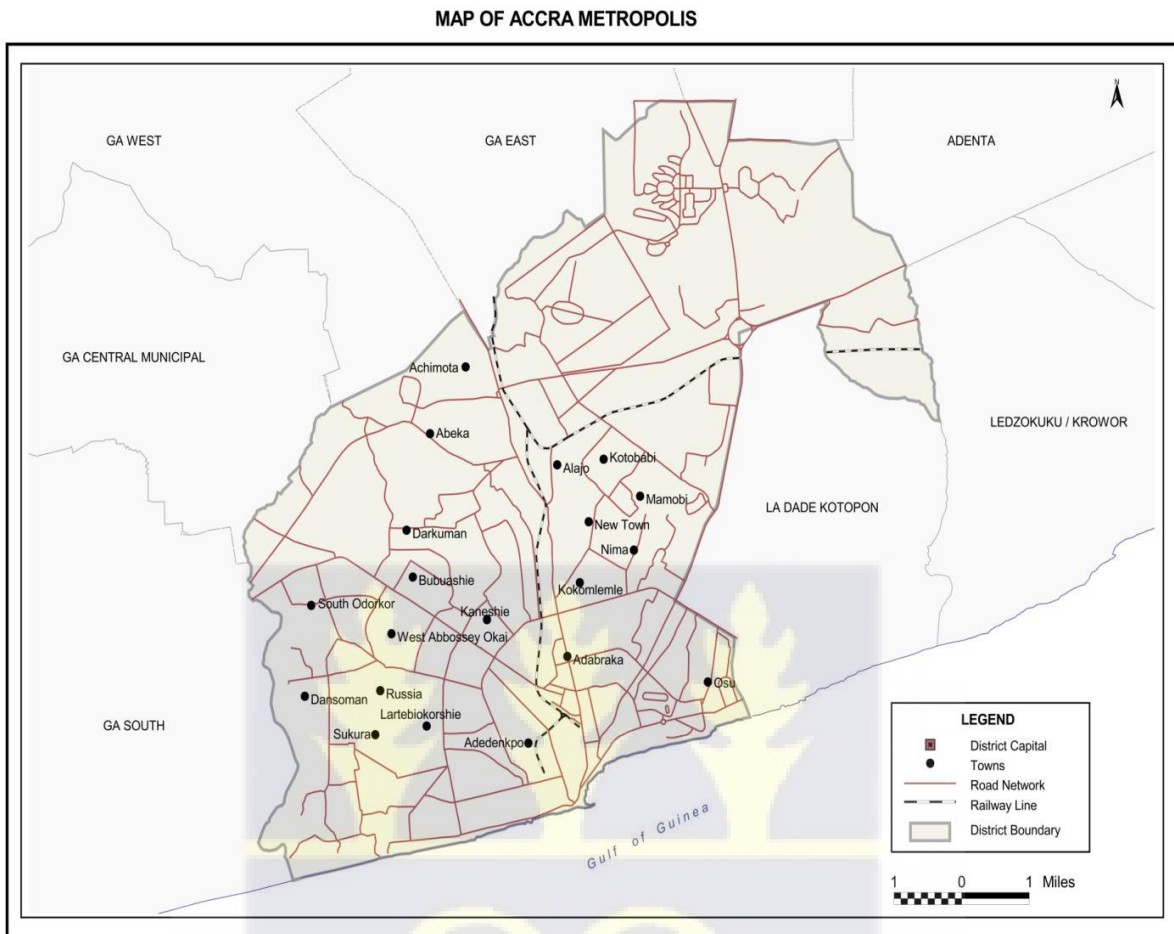 MAP OF ACCRA METROPOLIS
N
GA WEST
GA EAST
ADENTA
GA CENTRAL MUNICIPAL
Achimota
LEDZOKUKU / KROWOR
Abeka
Alajo
Kotobabi
Mamobi
LA DADE KOTOPON
New Town
Darkuman
Nima
Bubuashie
Kokomlemle
South Odorkor
Kaneshie
West Abbossey Okai
Adabraka
Osu
Dansoman
Russia
Lartebiokorshie
GA SOUTH
Sukura
Adedenkpo
Gulf of Guinea
LEGEND
District Capital
Towns
Road Network
Railway Line
District Boundary
1 0 1 Miles